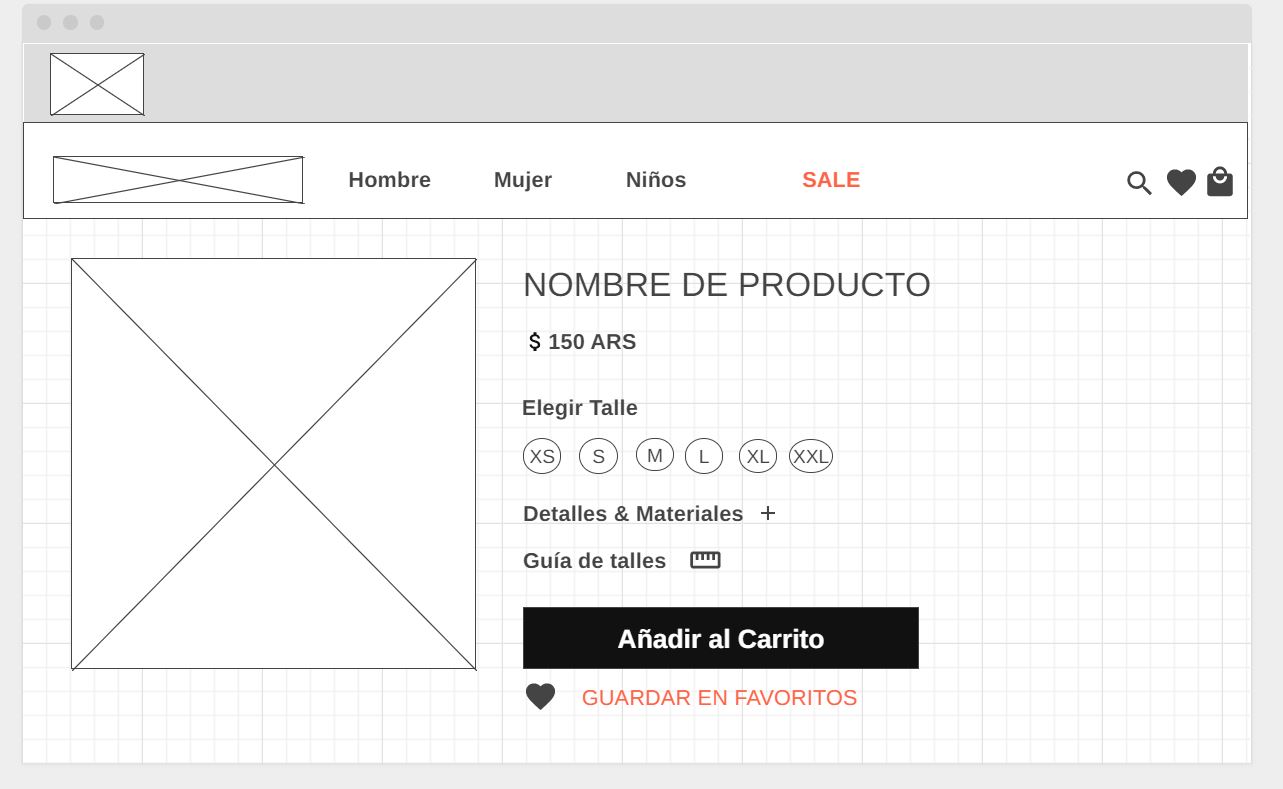 Hombre Mujer Niños SALE
NOMBRE DE PRODUCTO
$ 150 ARS
Elegir Talle
XS S M L XL XXL
Detalles & Materiales +
Guía de talles
Añadir al Carrito
GUARDAR EN FAVORITOS